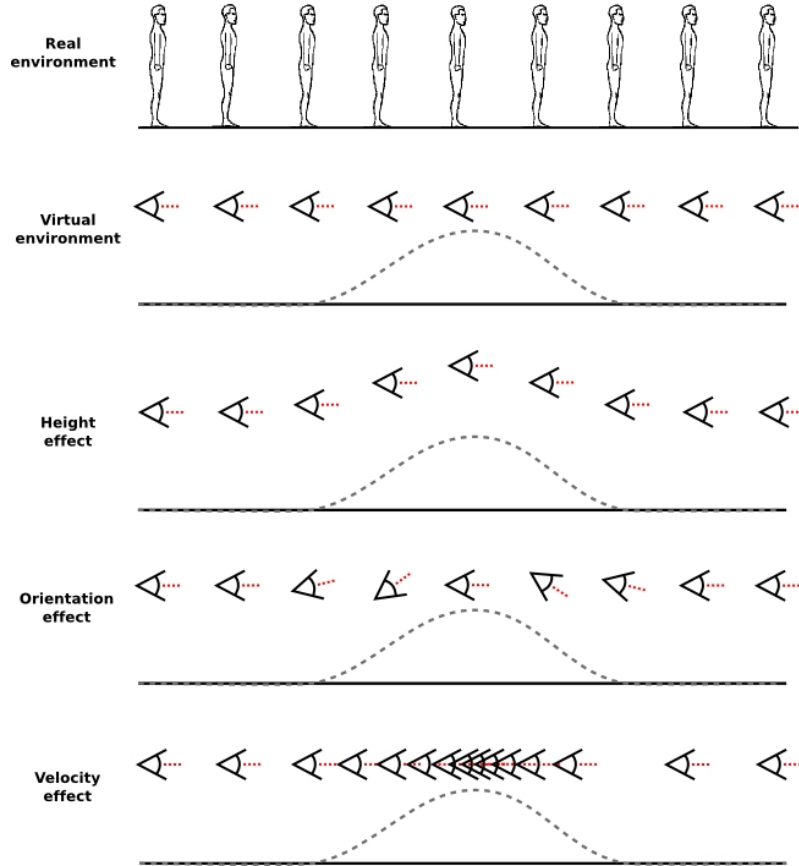 Real
environment
Virtual
environment
Height
effect
Orientation
effect
Velocity
effect